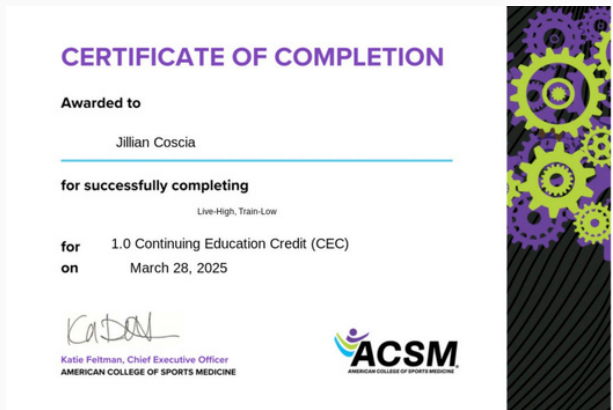 CERTIFICATE OF COMPLETION
Awarded to
Jillian Coscia
for successfully completing
Live-High, Train-Low
for 1.0 Continuing Education Credit (CEC)
on March 28, 2025
Katie Feltman, Chief Executive Officer
AMERICAN COLLEGE OF SPORTS MEDICINE
ACSM
AMERICAN COLLEGE OF SPORTS MEDICINE